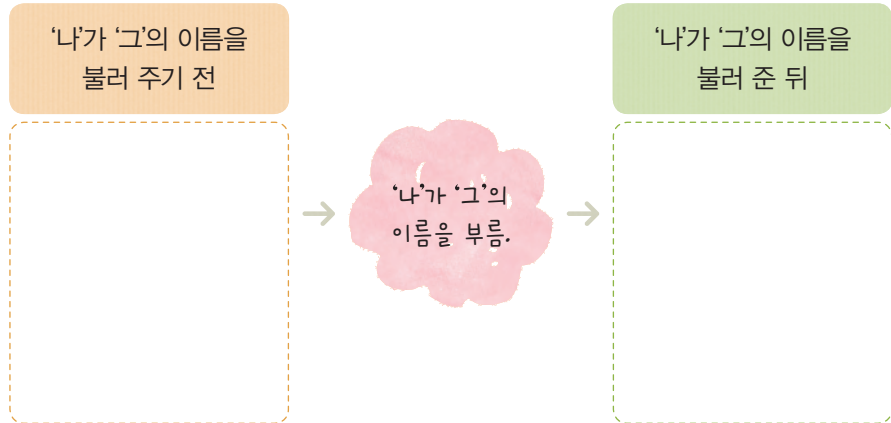 ‘나’가 ‘그’의 이름을
불러 주기 전
‘나’가 ‘그’의
이름을 부름.
‘나’가 ‘그’의 이름을
불러 준 뒤